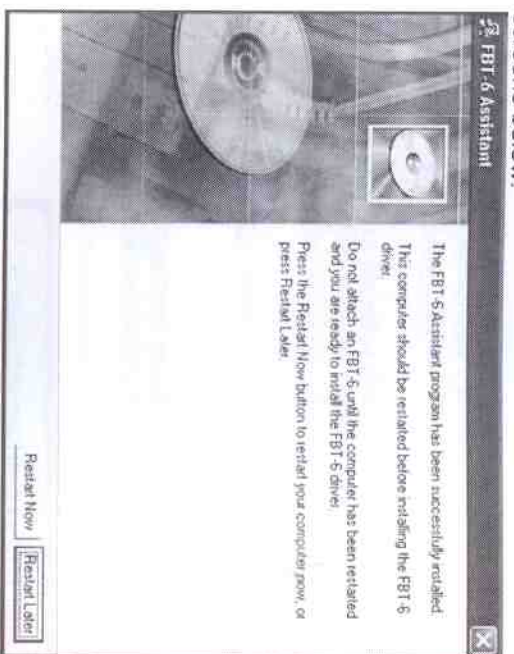 FBT-6 Assistant
The FBT-6 Assistant program has been successfully installed.
This computer should be restarted before installing the FBT-6
driver.
Do not attach an FBT-6 until the computer has been restarted
and you are ready to install the FBT-6 driver.
Press the Restart Now button to restart your computer now, or
press Restart Later.
Restart Now
Restart Later